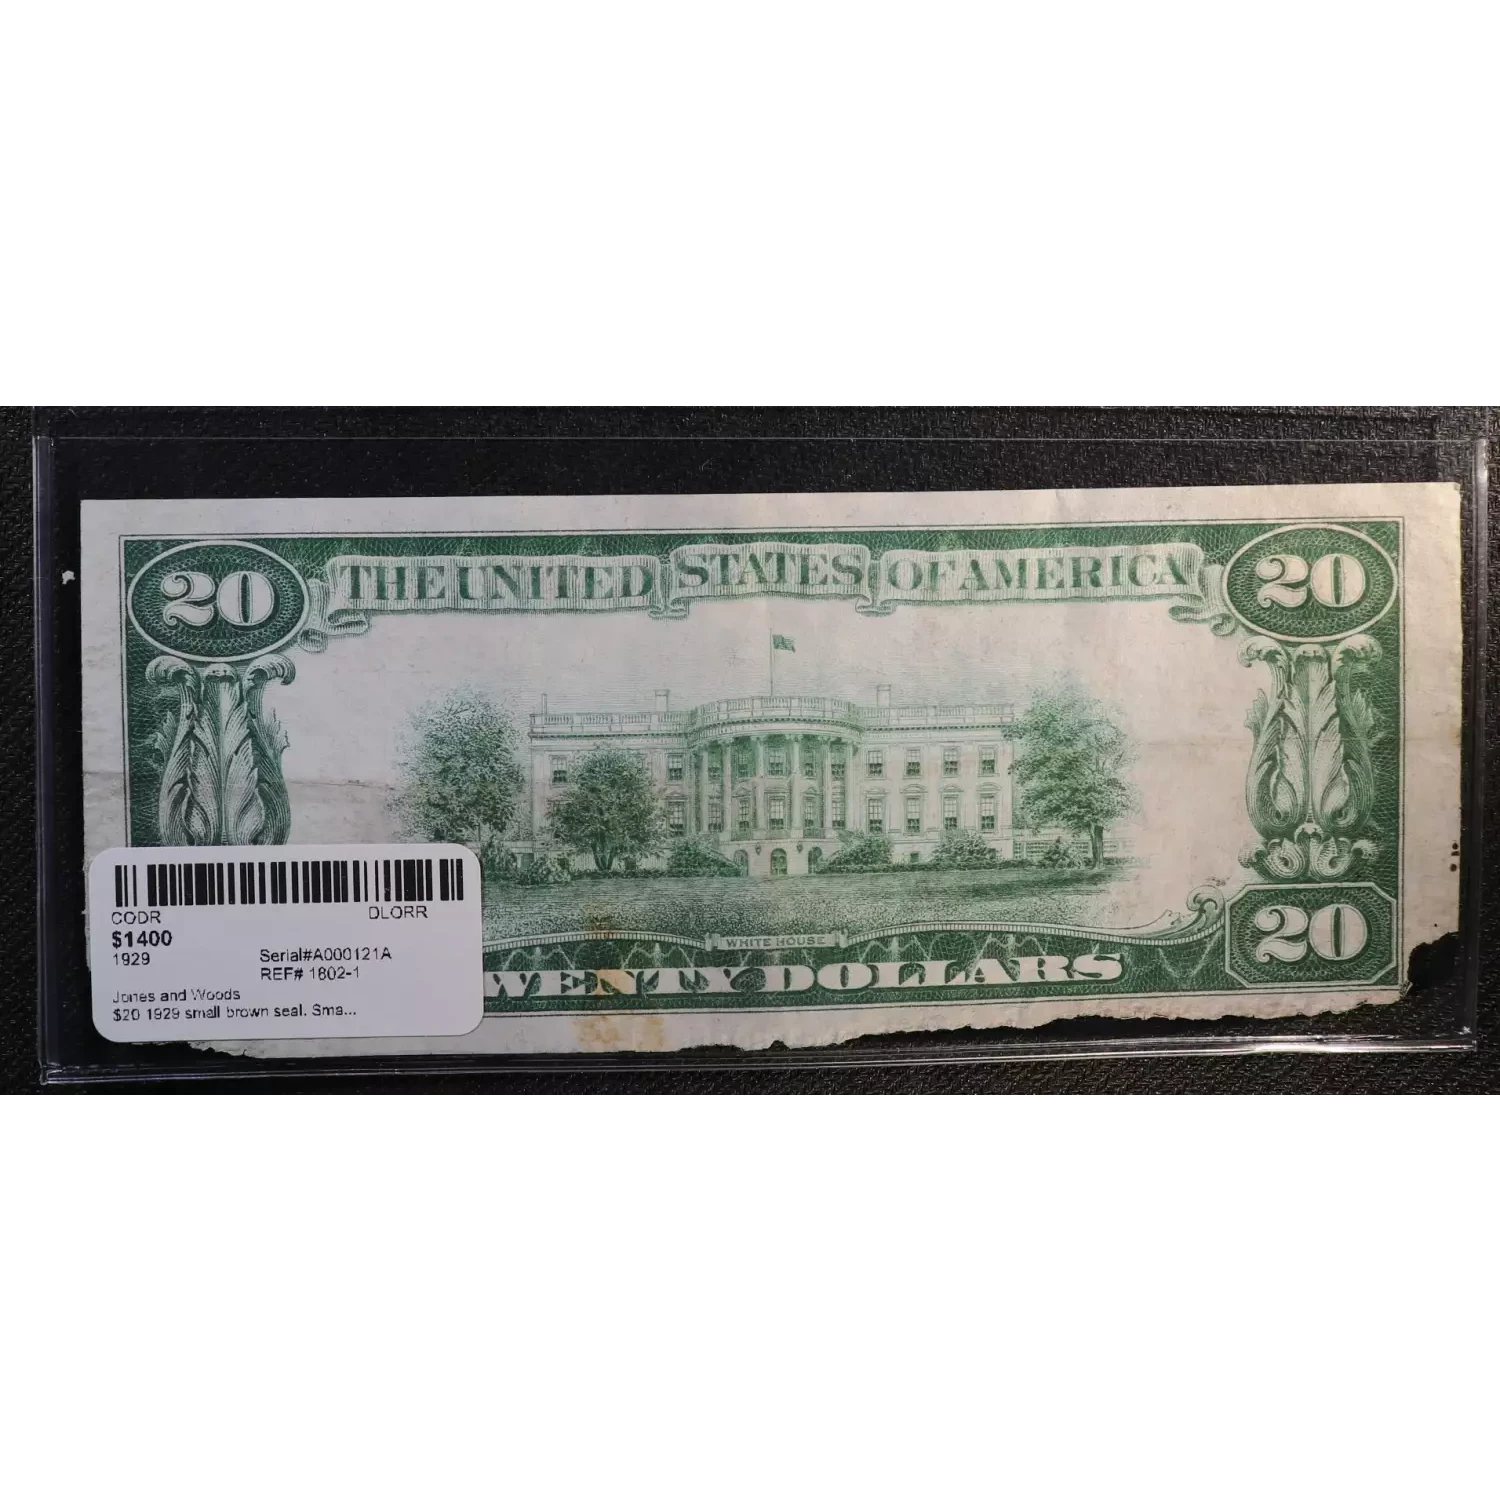 20 THE UNITED STATES OF AMERICA 20
WHITE HOUSE
20
WENTY DOLLARS
CODR DLORR
$1400
1929 Serial#A000121A
REF# 1802-1
Jones and Woods
$20 1929 small brown seal. Sma...